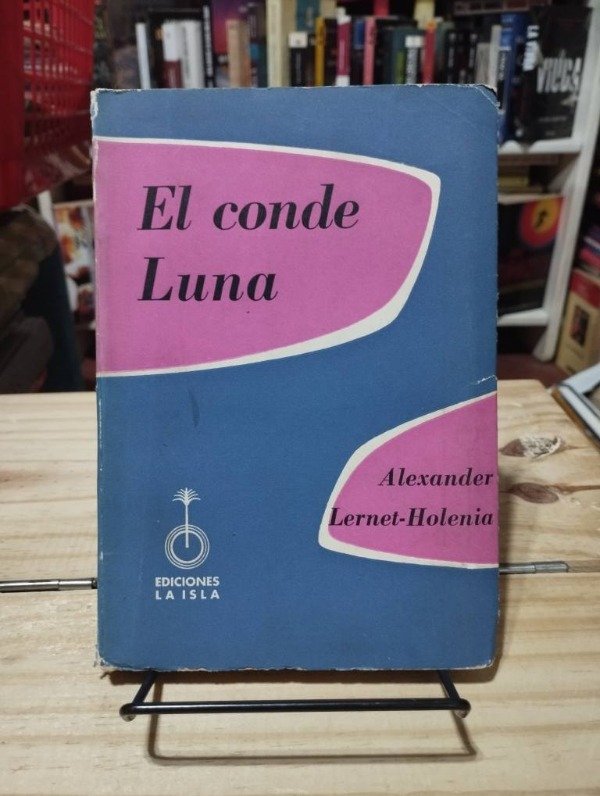 El conde
Luna
Alexander
Lernet-Holenia
EDICIONES
LA ISLA